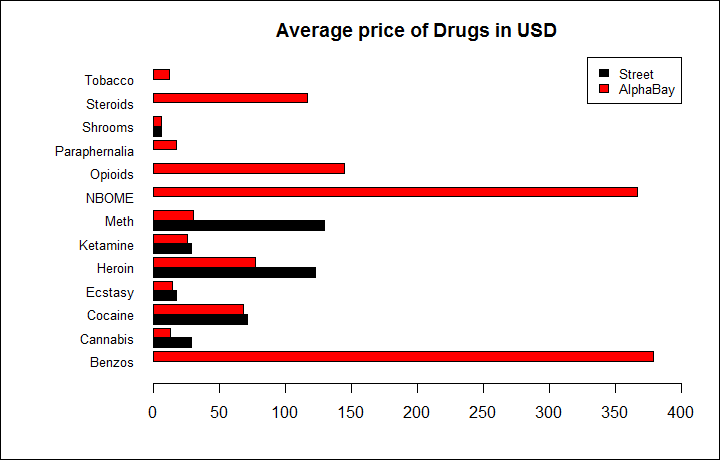 Average price of Drugs in USD
Street
AlphaBay
Tobacco
Steroids
Shrooms
Paraphernalia
Opioids
NBOME
Meth
Ketamine
Heroin
Ecstasy
Cocaine
Cannabis
Benzos
0 50 100 150 200 250 300 350 400